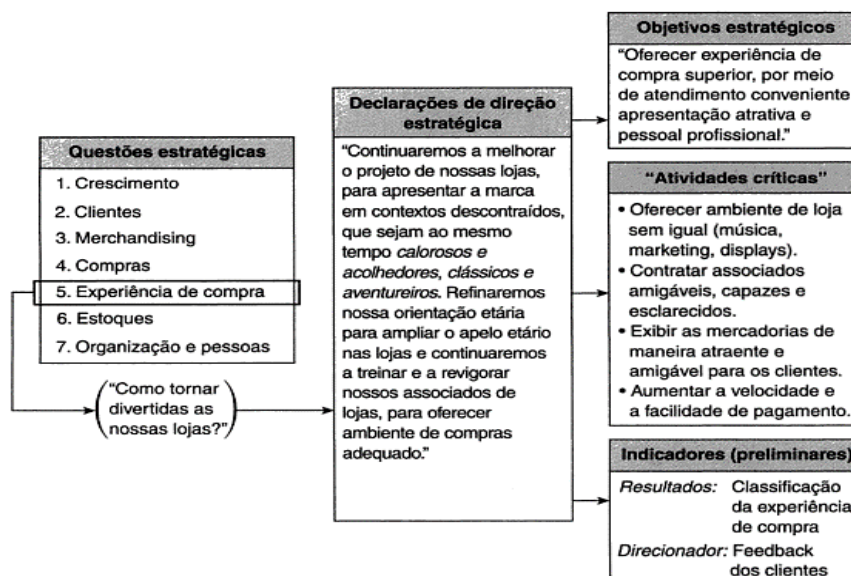 Questões estratégicas
1. Crescimento
2. Clientes
3. Merchandising
4. Compras
5. Experiência de compra
6. Estoques
7. Organização e pessoas
"Como tornar
divertidas as
nossas lojas?"
Declarações de direção
estratégica
"Continuaremos a melhorar
o projeto de nossas lojas,
para apresentar a marca
em contextos descontraídos,
que sejam ao mesmo
tempo calorosos e
acolhedores, clássicos e
aventureiros. Refinaremos
nossa orientação etária
para ampliar o apelo etário
nas lojas e continuaremos
a treinar e a revigorar
nossos associados de
lojas, para oferecer
ambiente de compras
adequado."
Objetivos estratégicos
"Oferecer experiência de
compra superior, por meio
de atendimento conveniente
apresentação atrativa e
pessoal profissional."
"Atividades críticas"
• Oferecer ambiente de loja
sem igual (música,
marketing, displays).
• Contratar associados
amigáveis, capazes e
esclarecidos.
• Exibir as mercadorias de
maneira atraente e
amigável para os clientes.
• Aumentar a velocidade e
a facilidade de pagamento.
Indicadores (preliminares)
Resultados: Classificação
da experiência
de compra
Direcionador: Feedback
dos clientes